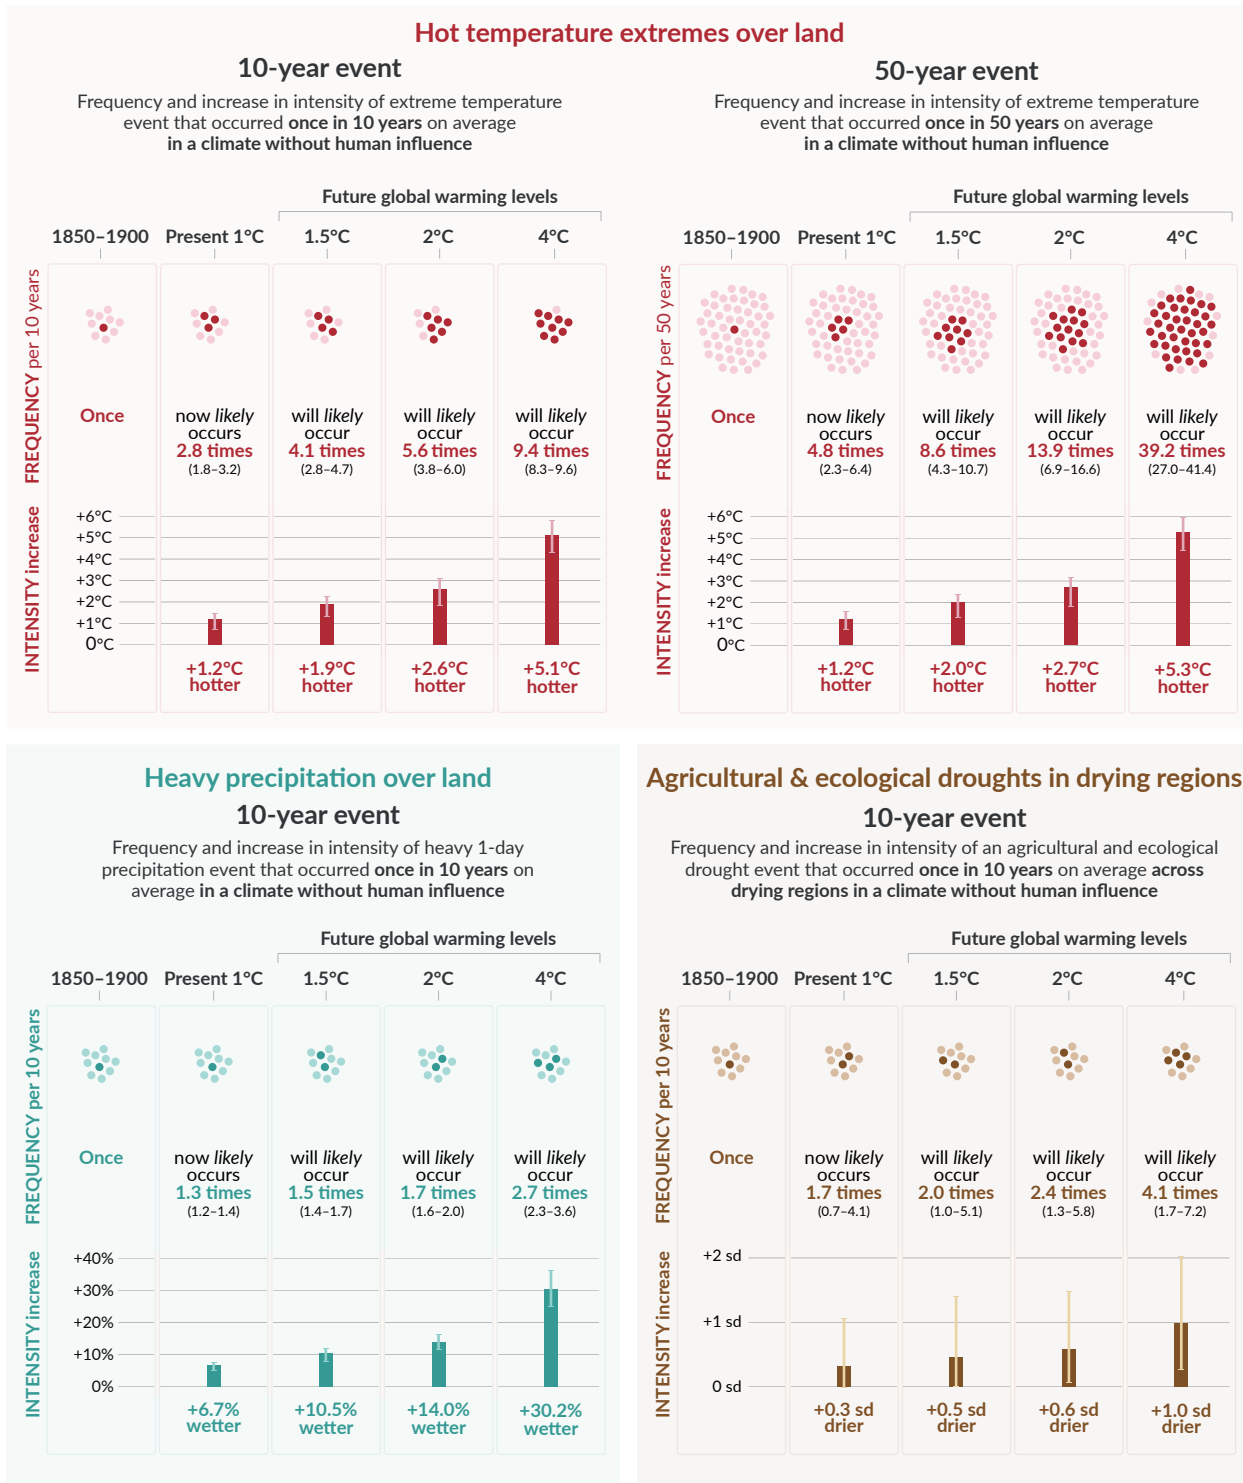 Hot temperature extremes over land
10-year event
Frequency and increase in intensity of extreme temperature
event that occurred once in 10 years on average
in a climate without human influence
Future global warming levels
1850–1900 Present 1°C 1.5°C 2°C 4°C
FREQUENCY per 10 years
Once
now likely occurs 2.8 times (1.8–3.2)
will likely occur 4.1 times (2.8–4.7)
will likely occur 5.6 times (3.8–6.0)
will likely occur 9.4 times (8.3–9.6)
INTENSITY increase
+6°C
+5°C
+4°C
+3°C
+2°C
+1°C
0°C
+1.2°C hotter
+1.9°C hotter
+2.6°C hotter
+5.1°C hotter
50-year event
Frequency and increase in intensity of extreme temperature
event that occurred once in 50 years on average
in a climate without human influence
Future global warming levels
1850–1900 Present 1°C 1.5°C 2°C 4°C
FREQUENCY per 50 years
Once
now likely occurs 4.8 times (2.3–6.4)
will likely occur 8.6 times (4.3–10.7)
will likely occur 13.9 times (6.9–16.6)
will likely occur 39.2 times (27.0–41.4)
INTENSITY increase
+6°C
+5°C
+4°C
+3°C
+2°C
+1°C
0°C
+1.2°C hotter
+2.0°C hotter
+2.7°C hotter
+5.3°C hotter
Heavy precipitation over land
10-year event
Frequency and increase in intensity of heavy 1-day
precipitation event that occurred once in 10 years on
average in a climate without human influence
Future global warming levels
1850–1900 Present 1°C 1.5°C 2°C 4°C
FREQUENCY per 10 years
Once
now likely occurs 1.3 times (1.2–1.4)
will likely occur 1.5 times (1.4–1.7)
will likely occur 1.7 times (1.6–2.0)
will likely occur 2.7 times (2.3–3.6)
INTENSITY increase
+40%
+30%
+20%
+10%
0%
+6.7% wetter
+10.5% wetter
+14.0% wetter
+30.2% wetter
Agricultural & ecological droughts in drying regions
10-year event
Frequency and increase in intensity of an agricultural and ecological
drought event that occurred once in 10 years on average across
drying regions in a climate without human influence
Future global warming levels
1850–1900 Present 1°C 1.5°C 2°C 4°C
FREQUENCY per 10 years
Once
now likely occurs 1.7 times (0.7–4.1)
will likely occur 2.0 times (1.0–5.1)
will likely occur 2.4 times (1.3–5.8)
will likely occur 4.1 times (1.7–7.2)
INTENSITY increase
+2 sd
+1 sd
0 sd
+0.3 sd drier
+0.5 sd drier
+0.6 sd drier
+1.0 sd drier